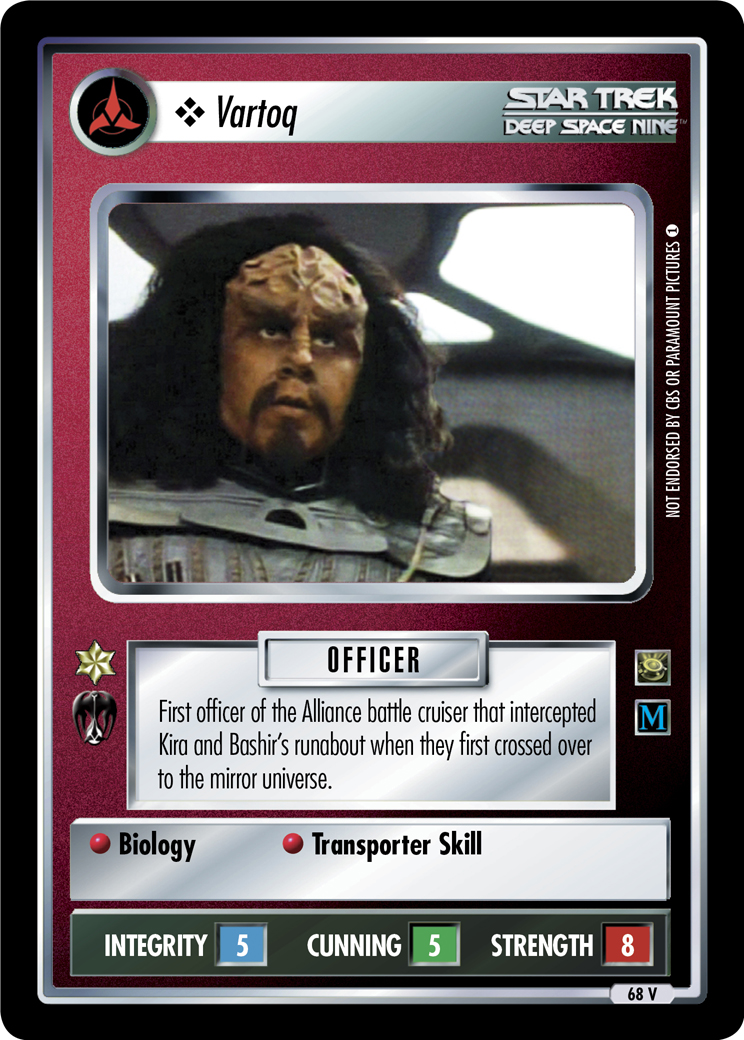 ❖ Vartoq
STAR TREK
DEEP SPACE NINE™
NOT ENDORSED BY CBS OR PARAMOUNT PICTURES 1
OFFICER
First officer of the Alliance battle cruiser that intercepted
Kira and Bashir's runabout when they first crossed over
to the mirror universe.
M
Biology
Transporter Skill
INTEGRITY 5 CUNNING 5 STRENGTH 8
68 V